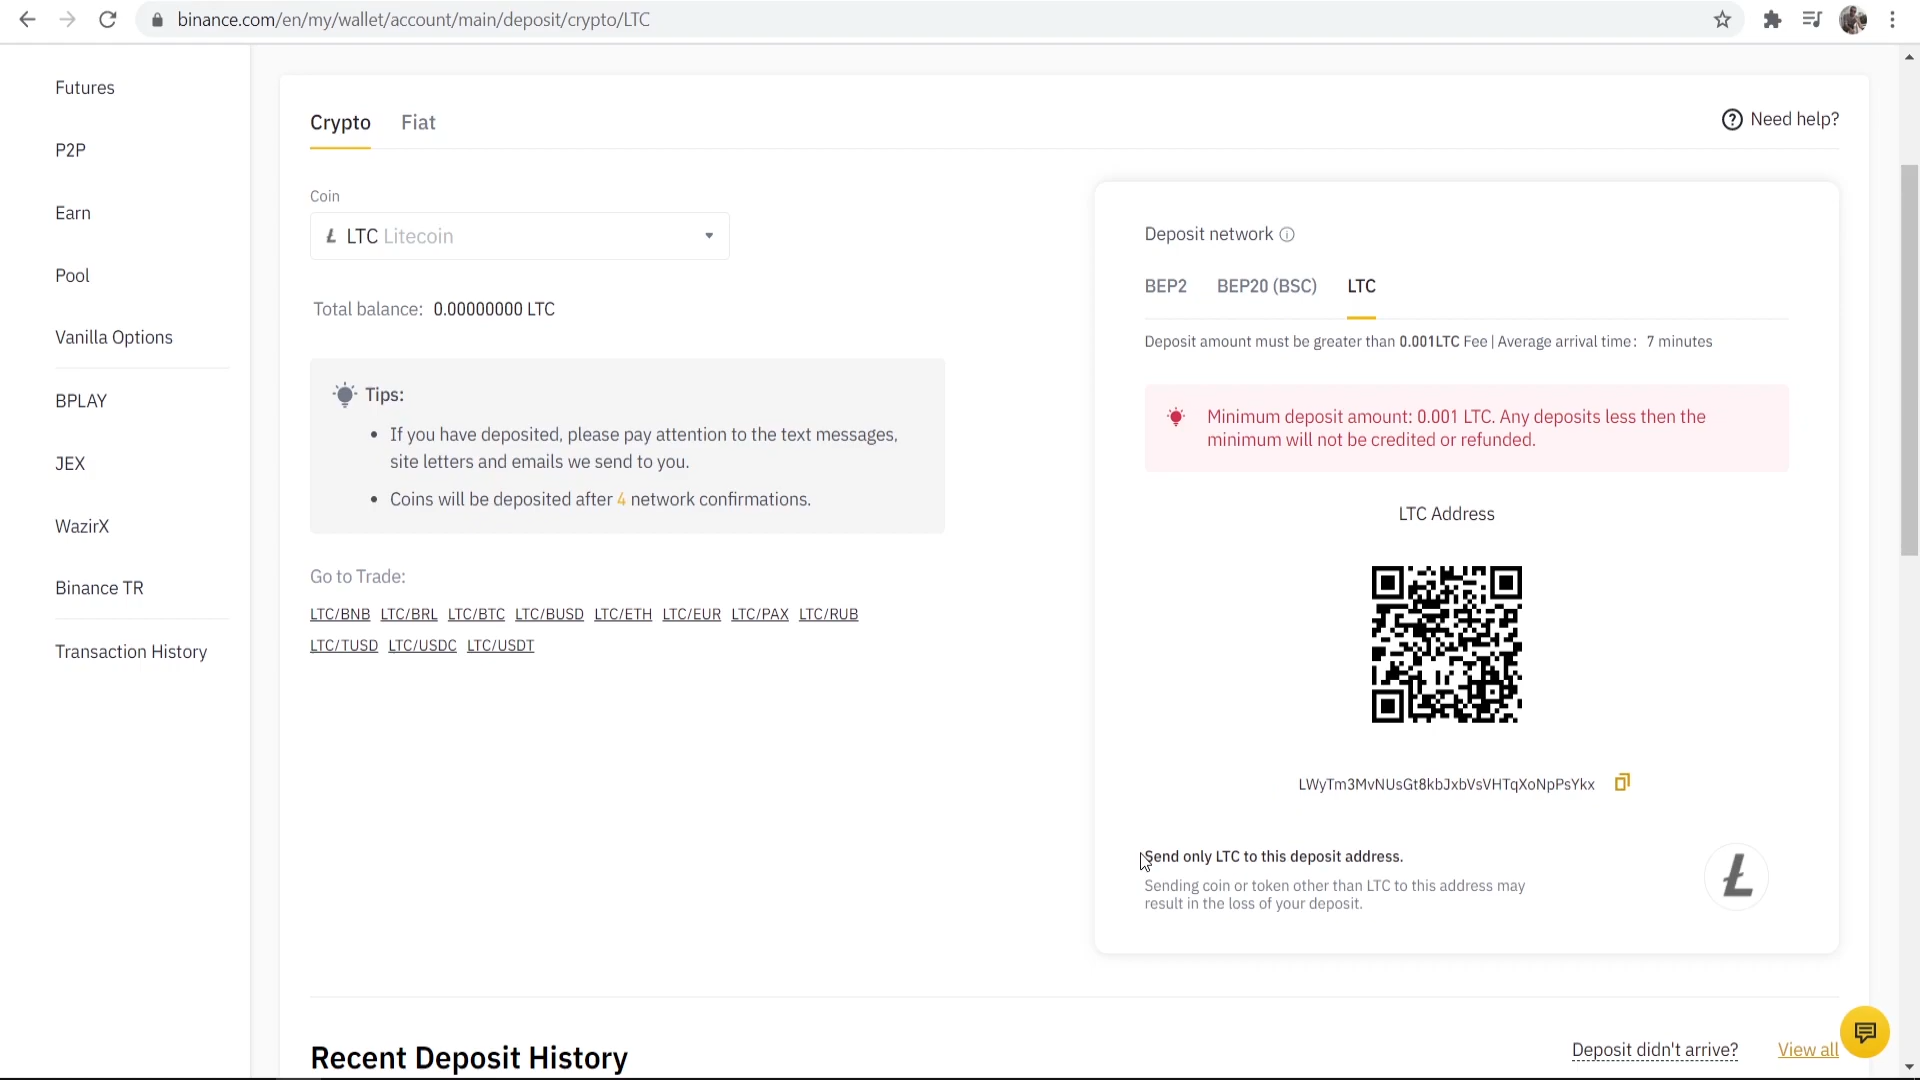 binance.com/en/my/wallet/account/main/deposit/crypto/LTC
Futures
P2P
Earn
Pool
Vanilla Options
BPLAY
JEX
WazirX
Binance TR
Transaction History
Crypto Fiat
Need help?
Coin
LTC Litecoin
Total balance: 0.00000000 LTC
Tips:
• If you have deposited, please pay attention to the text messages,
site letters and emails we send to you.
• Coins will be deposited after 4 network confirmations.
Go to Trade:
LTC/BNB LTC/BRL LTC/BTC LTC/BUSD LTC/ETH LTC/EUR LTC/PAX LTC/RUB
LTC/TUSD LTC/USDC LTC/USDT
Deposit network
BEP2 BEP20 (BSC) LTC
Deposit amount must be greater than 0.001LTC Fee | Average arrival time: 7 minutes
Minimum deposit amount: 0.001 LTC. Any deposits less then the
minimum will not be credited or refunded.
LTC Address
LWyTm3MvNUsGt8kbJxbVsVHTqXoNpPsYkx
Send only LTC to this deposit address.
Sending coin or token other than LTC to this address may
result in the loss of your deposit.
Recent Deposit History
Deposit didn't arrive? View all